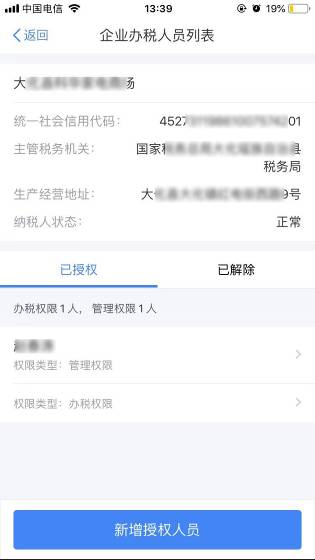 中国电信 13:39 19%
返回 企业办税人员列表
大 场
统一社会信用代码： 4527 01
主管税务机关： 国家 县
税务局
生产经营地址： 大 9号
纳税人状态： 正常
已授权 已解除
办税权限1人，管理权限1人
权限类型：管理权限
权限类型：办税权限
新增授权人员